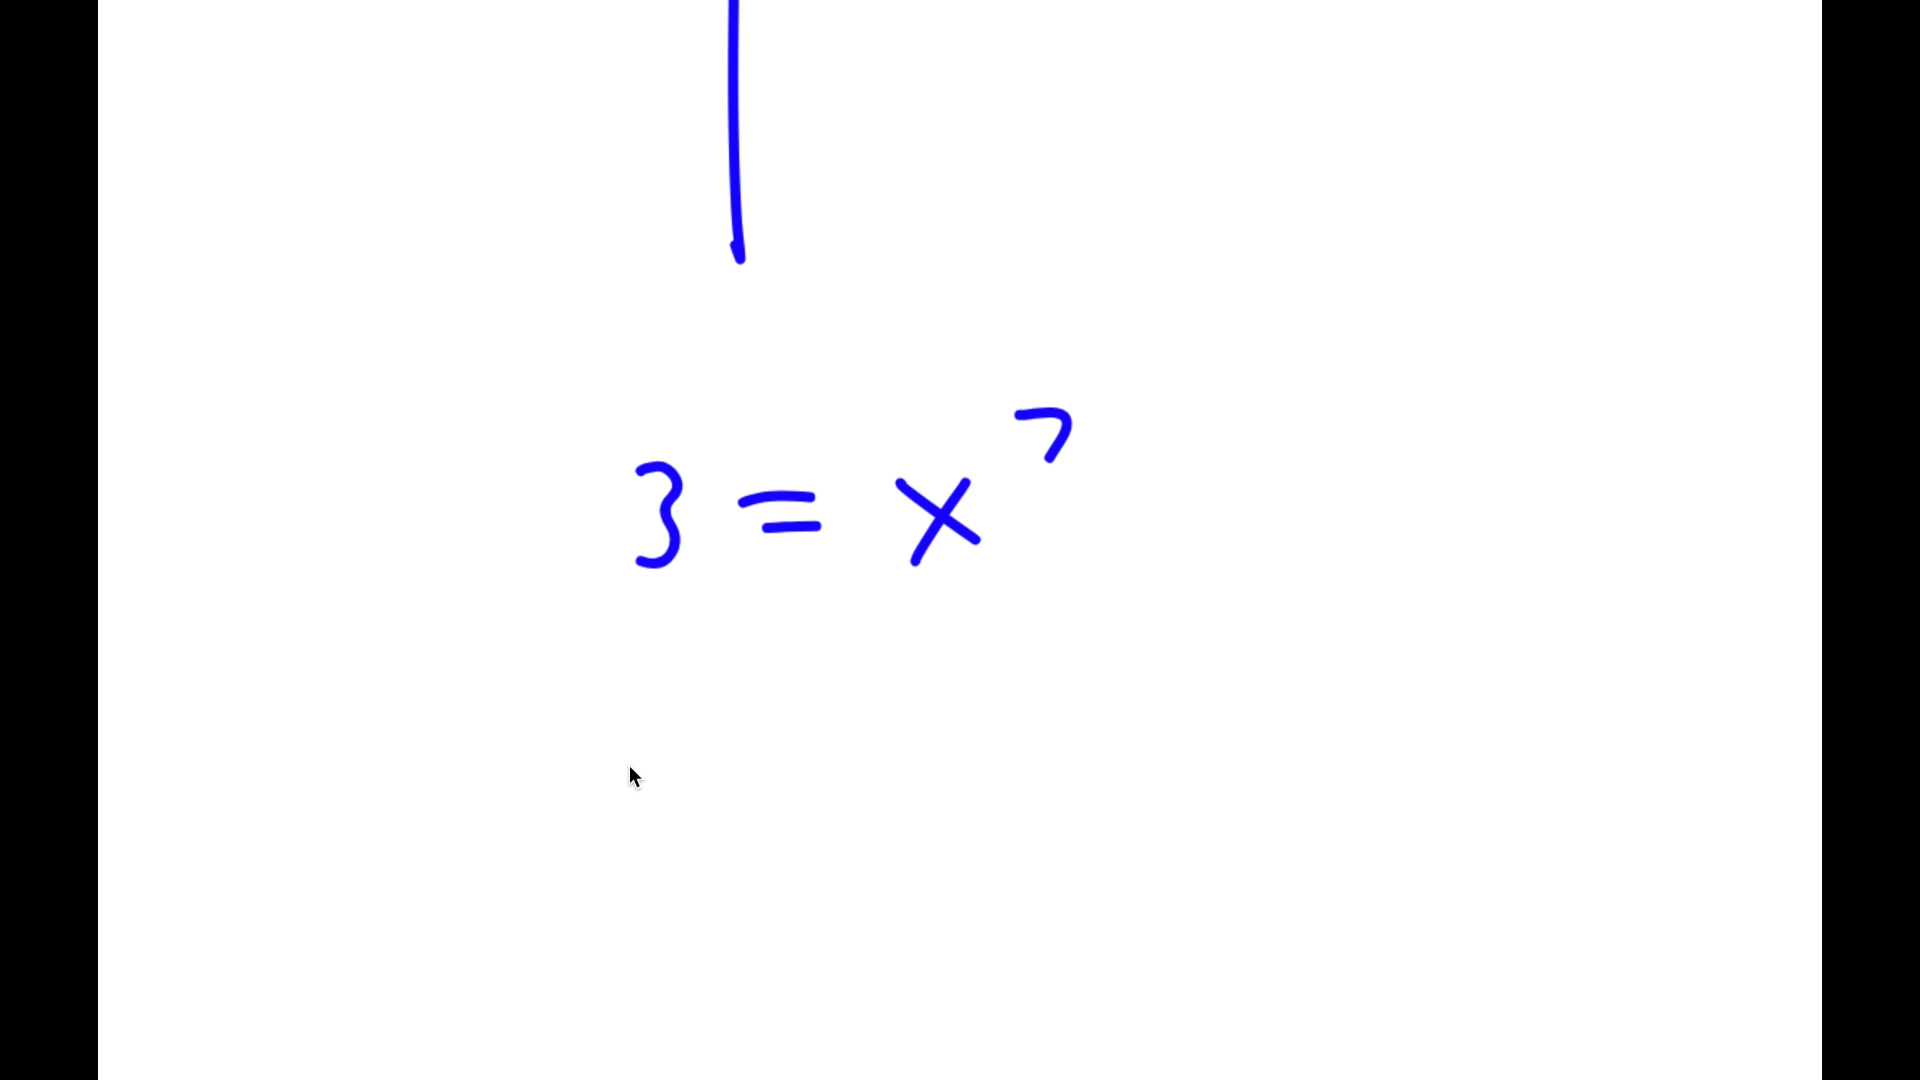 3 = x⁷